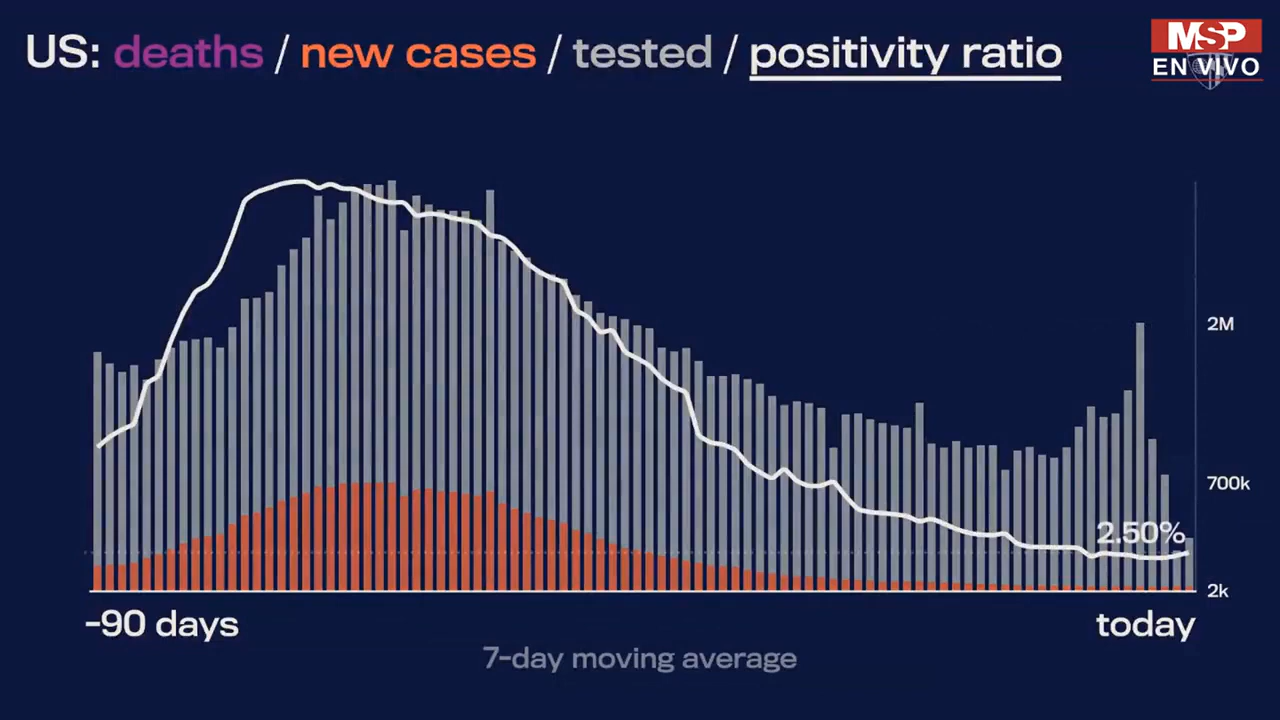 US: deaths / new cases / tested / positivity ratio
MSP
EN VIVO
2M
700k
2.50%
2k
-90 days
today
7-day moving average